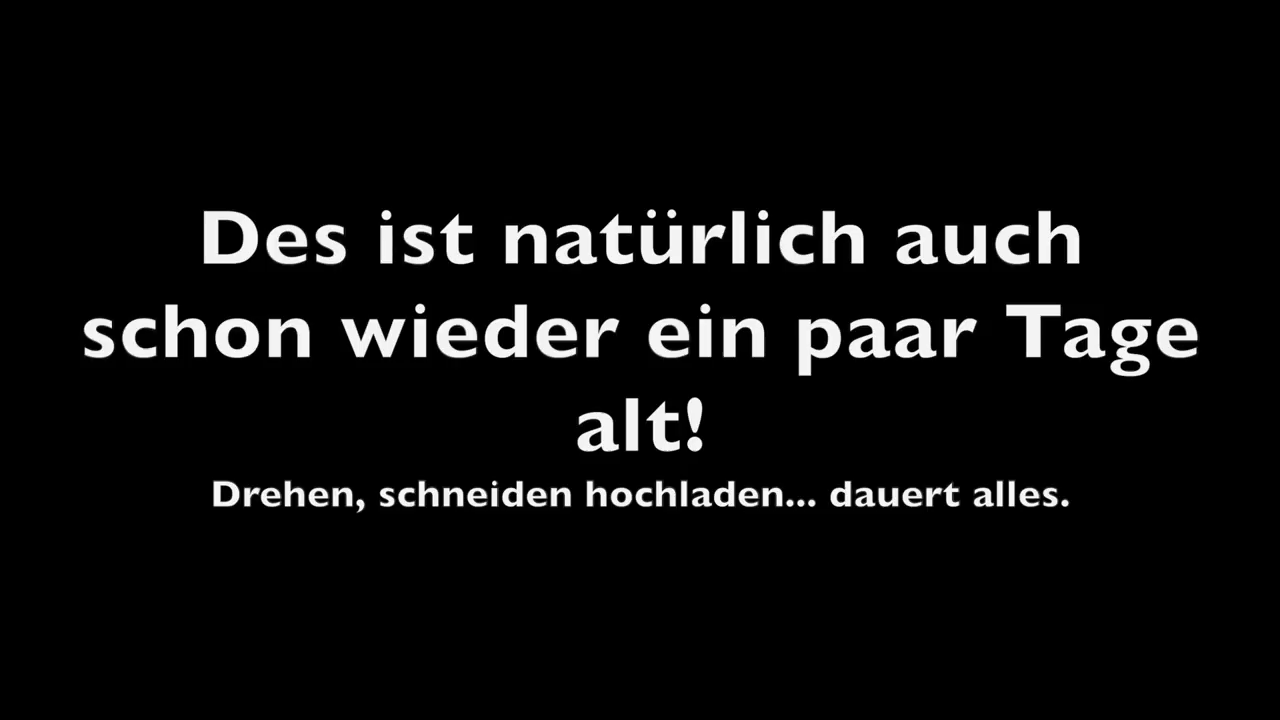 Des ist natürlich auch
schon wieder ein paar Tage
alt!
Drehen, schneiden hochladen... dauert alles.